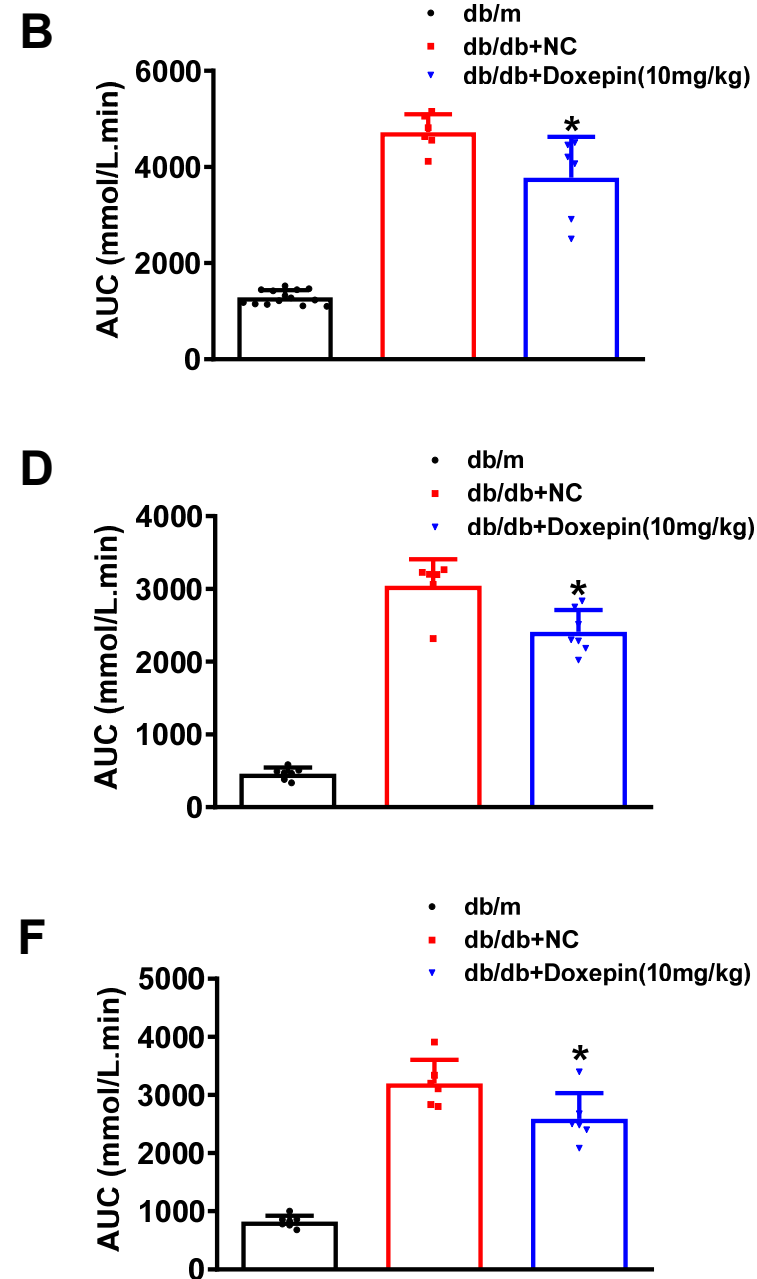 B
db/m
db/db+NC
db/db+Doxepin(10mg/kg)
AUC (mmol/L.min)
6000
4000
2000
0
*
D
db/m
db/db+NC
db/db+Doxepin(10mg/kg)
AUC (mmol/L.min)
4000
3000
2000
1000
0
*
F
db/m
db/db+NC
db/db+Doxepin(10mg/kg)
AUC (mmol/L.min)
5000
4000
3000
2000
1000
0
*